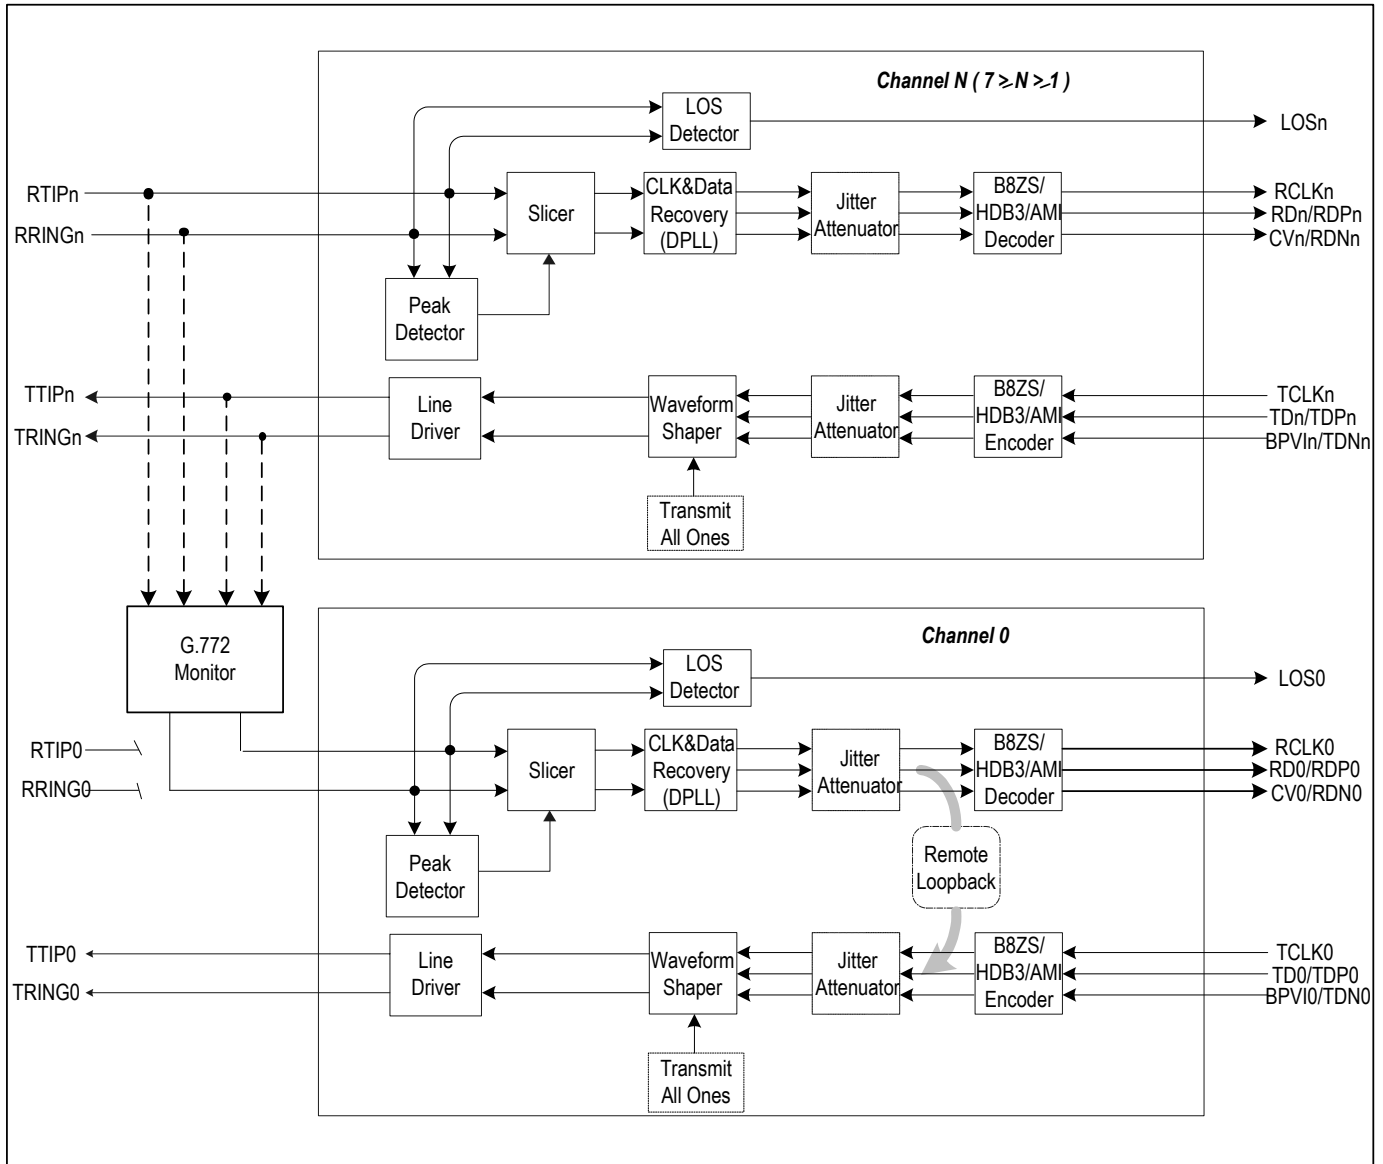 Channel N ( 7 ≥ N ≥ 1 )
LOS
Detector
LOSn
RTIPn
RRINGn
Slicer
CLK&Data
Recovery
(DPLL)
Jitter
Attenuator
B8ZS/
HDB3/AMI
Decoder
RCLKn
RDn/RDPn
CVn/RDNn
Peak
Detector
TTIPn
TRINGn
Line
Driver
Waveform
Shaper
Jitter
Attenuator
B8ZS/
HDB3/AMI
Encoder
TCLKn
TDn/TDPn
BPVIn/TDNn
Transmit
All Ones
G.772
Monitor
Channel 0
LOS
Detector
LOS0
RTIP0
RRING0
Slicer
CLK&Data
Recovery
(DPLL)
Jitter
Attenuator
B8ZS/
HDB3/AMI
Decoder
RCLK0
RD0/RDP0
CV0/RDN0
Peak
Detector
Remote
Loopback
TTIP0
TRING0
Line
Driver
Waveform
Shaper
Jitter
Attenuator
B8ZS/
HDB3/AMI
Encoder
TCLK0
TD0/TDP0
BPVI0/TDN0
Transmit
All Ones